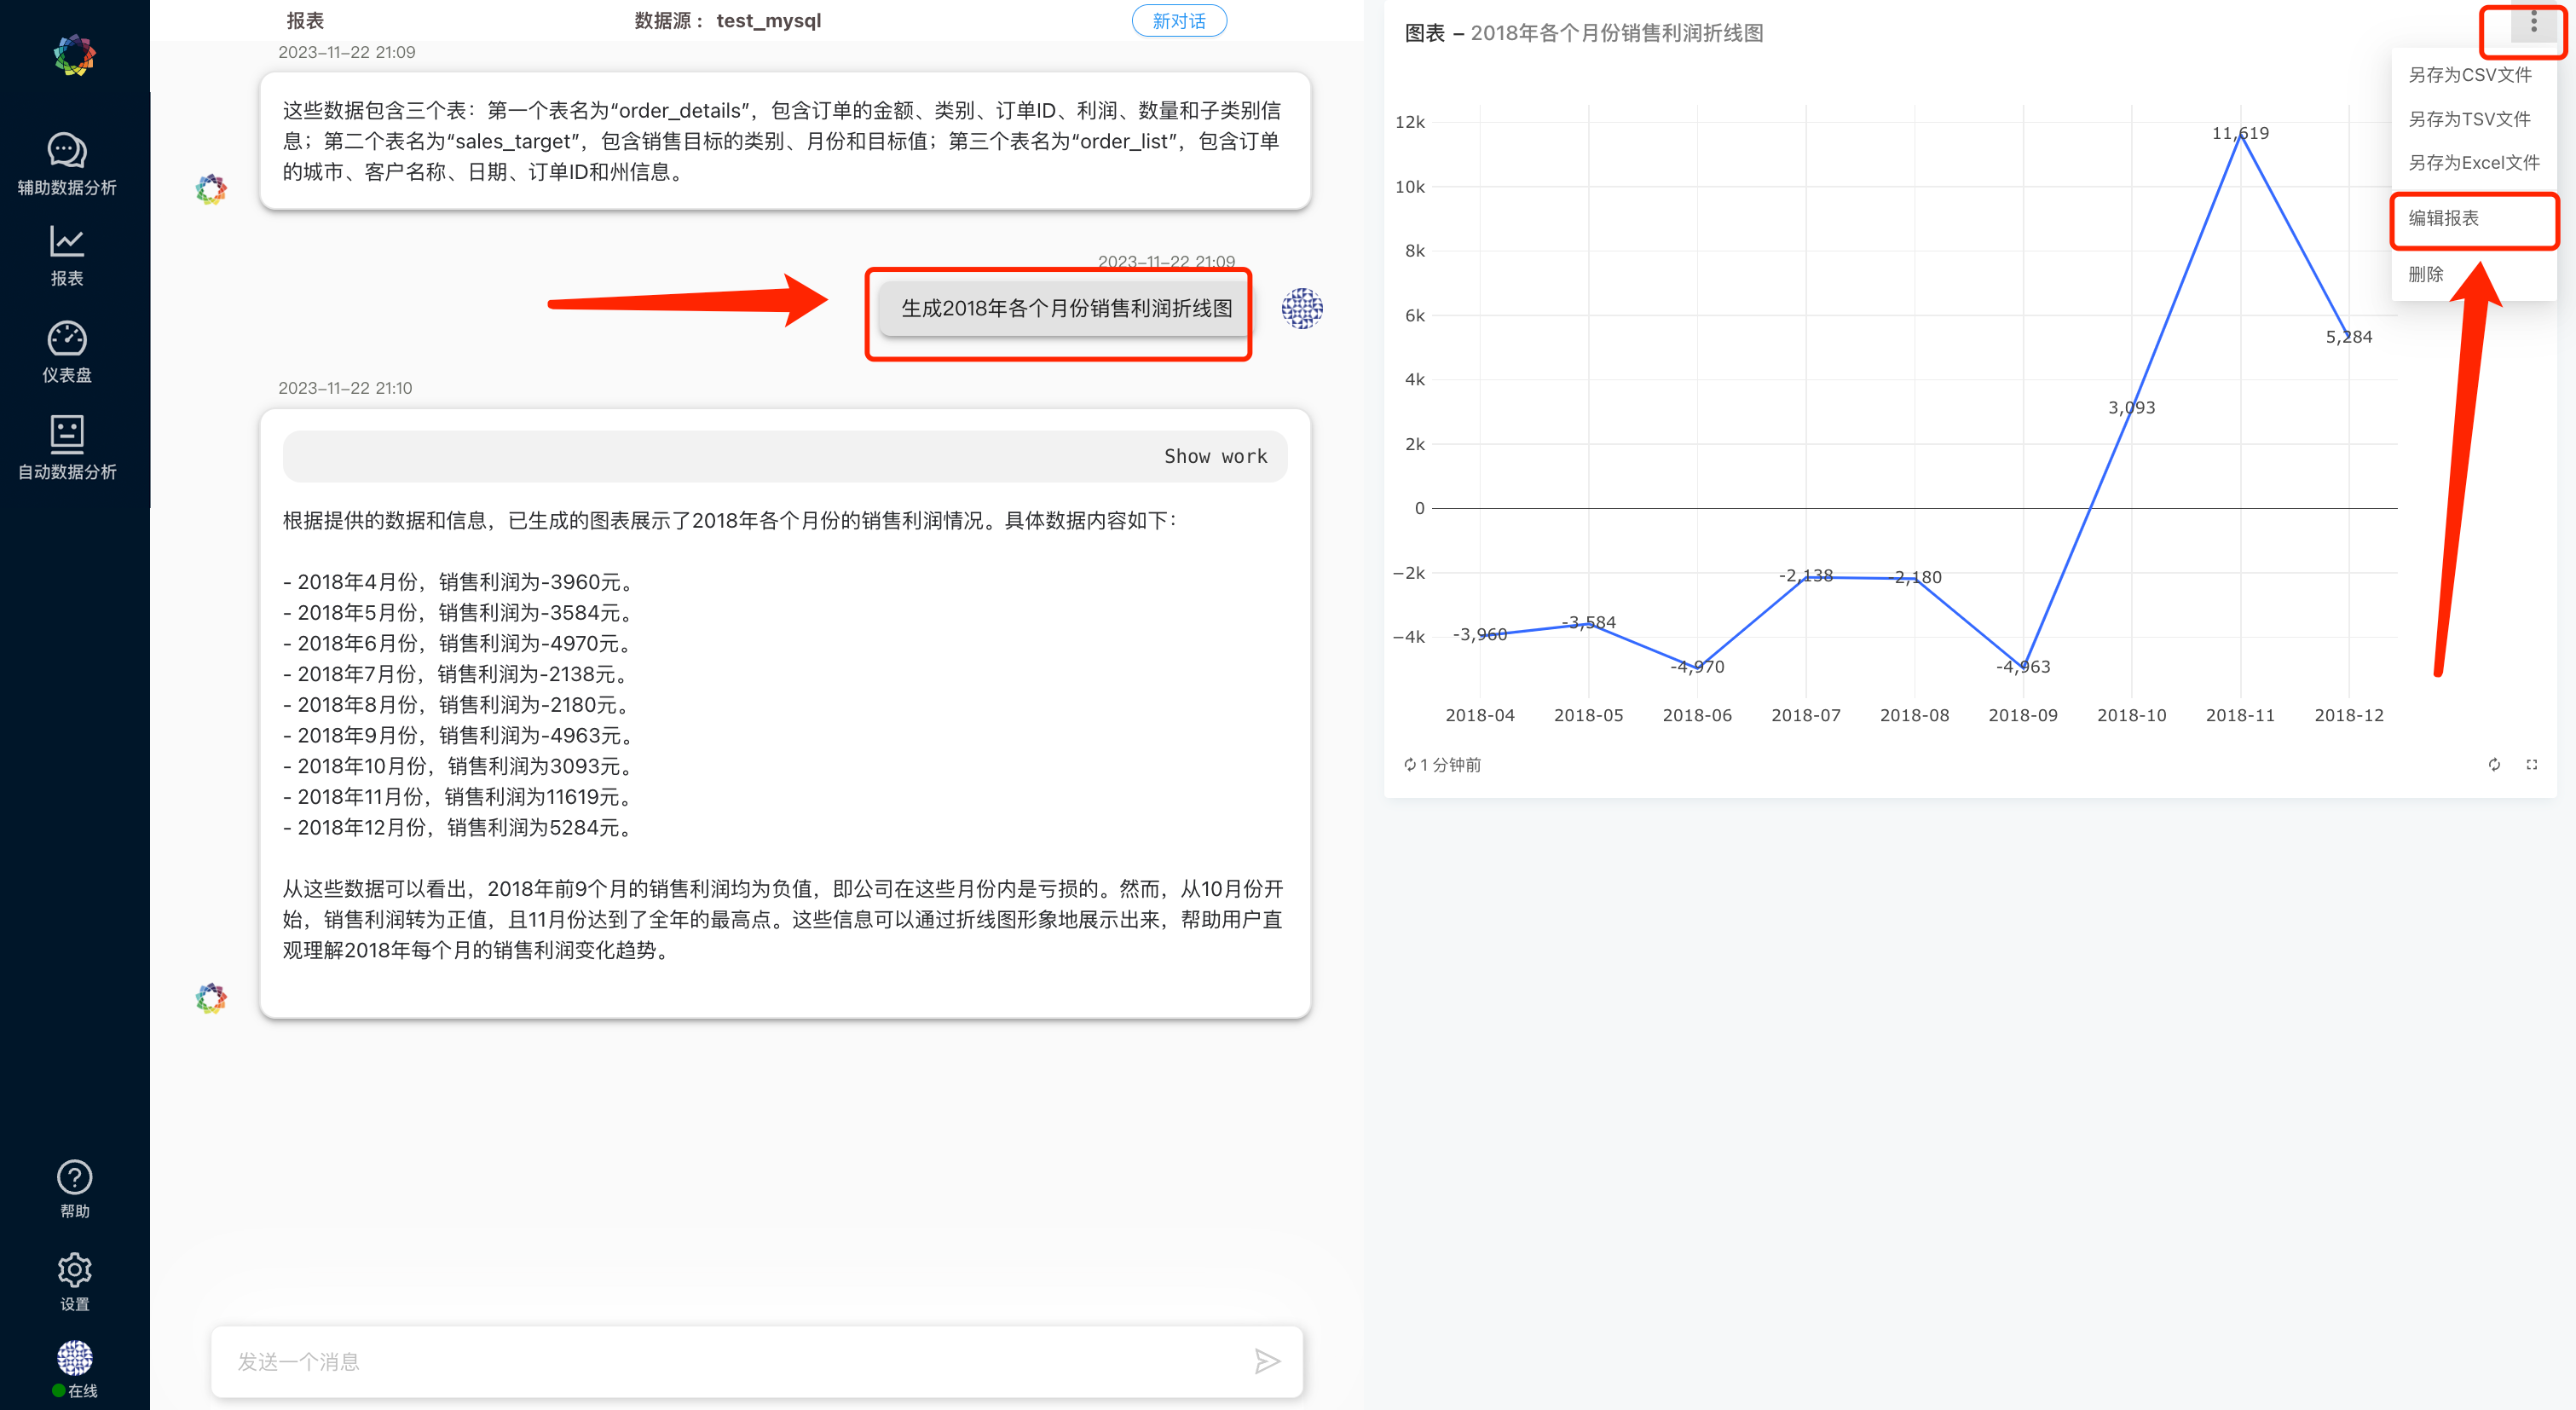 辅助数据分析
报表
仪表盘
自动数据分析
帮助
设置
在线
报表
数据源： test_mysql
新对话
2023-11-22 21:09
这些数据包含三个表：第一个表名为“order_details”，包含订单的金额、类别、订单ID、利润、数量和子类别信
息；第二个表名为“sales_target”，包含销售目标的类别、月份和目标值；第三个表名为“order_list”，包含订单
的城市、客户名称、日期、订单ID和州信息。
2023-11-22 21:09
生成2018年各个月份销售利润折线图
2023-11-22 21:10
Show work
根据提供的数据和信息，已生成的图表展示了2018年各个月份的销售利润情况。具体数据内容如下：
- 2018年4月份，销售利润为-3960元。
- 2018年5月份，销售利润为-3584元。
- 2018年6月份，销售利润为-4970元。
- 2018年7月份，销售利润为-2138元。
- 2018年8月份，销售利润为-2180元。
- 2018年9月份，销售利润为-4963元。
- 2018年10月份，销售利润为3093元。
- 2018年11月份，销售利润为11619元。
- 2018年12月份，销售利润为5284元。
从这些数据可以看出，2018年前9个月的销售利润均为负值，即公司在这些月份内是亏损的。然而，从10月份开
始，销售利润转为正值，且11月份达到了全年的最高点。这些信息可以通过折线图形象地展示出来，帮助用户直
观理解2018年每个月的销售利润变化趋势。
发送一个消息
图表 – 2018年各个月份销售利润折线图
另存为CSV文件
另存为TSV文件
另存为Excel文件
编辑报表
删除
12k
10k
8k
6k
4k
2k
0
−2k
−4k
-3,960
-3,584
-4,970
-2,138
-2,180
-4,963
3,093
11,619
5,284
2018-04
2018-05
2018-06
2018-07
2018-08
2018-09
2018-10
2018-11
2018-12
1 分钟前